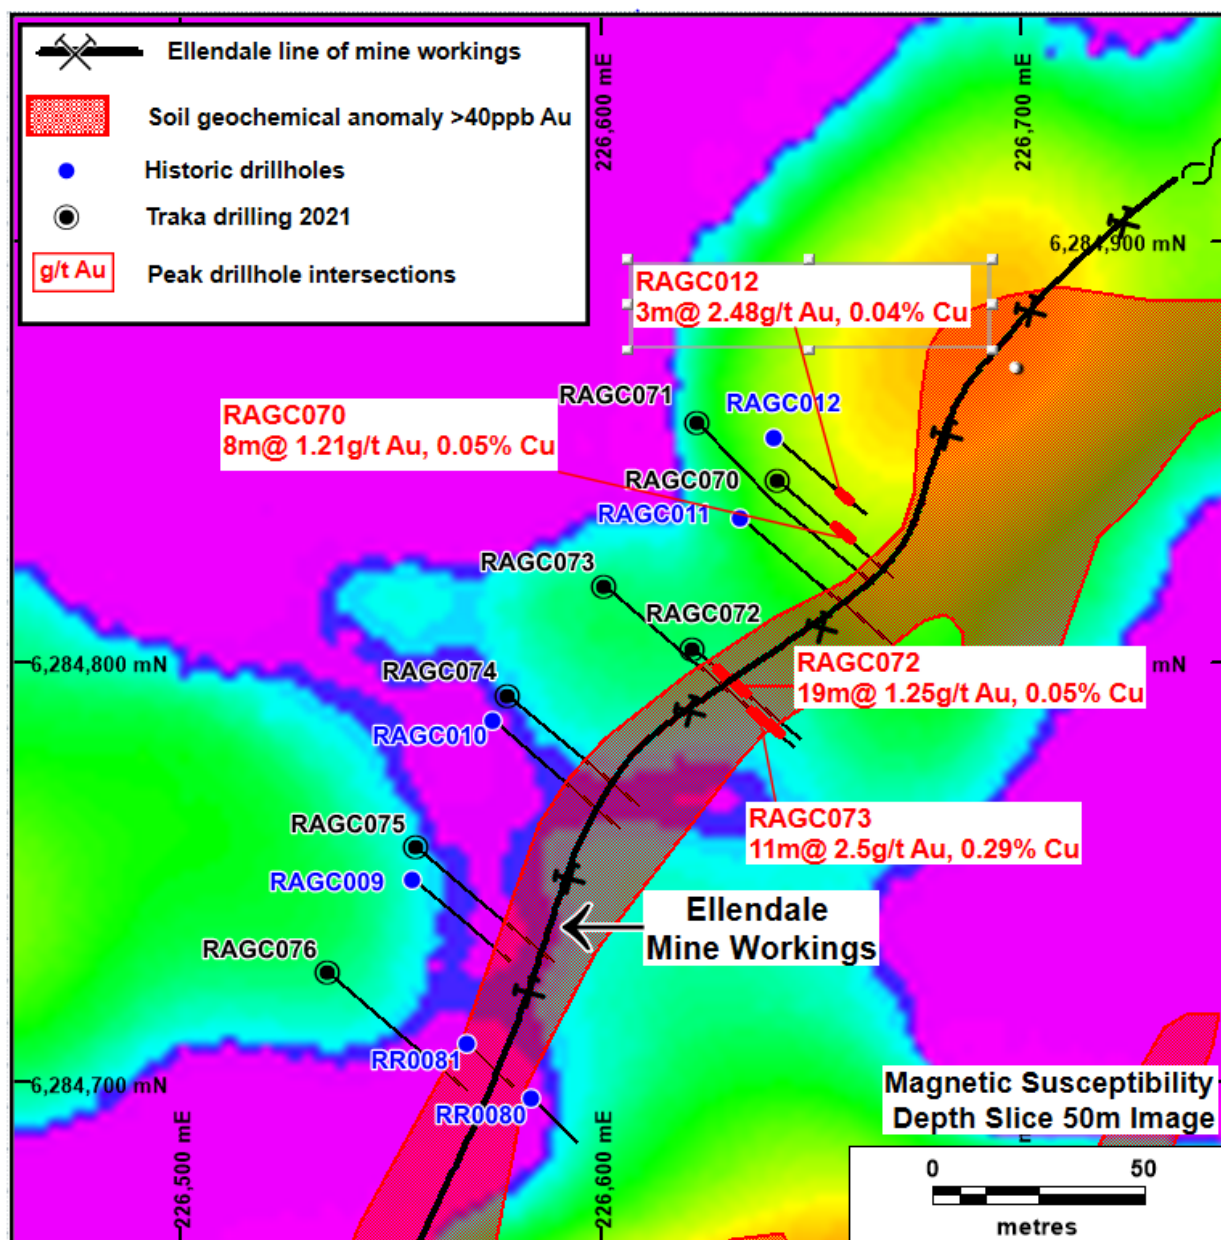 Ellendale line of mine workings
Soil geochemical anomaly >40ppb Au
Historic drillholes
Traka drilling 2021
g/t Au
Peak drillhole intersections
226,600 mE
226,700 mE
6,284,900 mN
RAGC012
3m@ 2.48g/t Au, 0.04% Cu
RAGC071
RAGC012
RAGC070
8m@ 1.21g/t Au, 0.05% Cu
RAGC070
RAGC011
RAGC073
RAGC072
6,284,800 mN
mN
RAGC072
19m@ 1.25g/t Au, 0.05% Cu
RAGC074
RAGC010
RAGC073
11m@ 2.5g/t Au, 0.29% Cu
RAGC075
RAGC009
Ellendale
Mine Workings
RAGC076
RR0081
6,284,700 mN
RR0080
Magnetic Susceptibility
Depth Slice 50m Image
226,500 mE
226,600 mE
0 50
metres